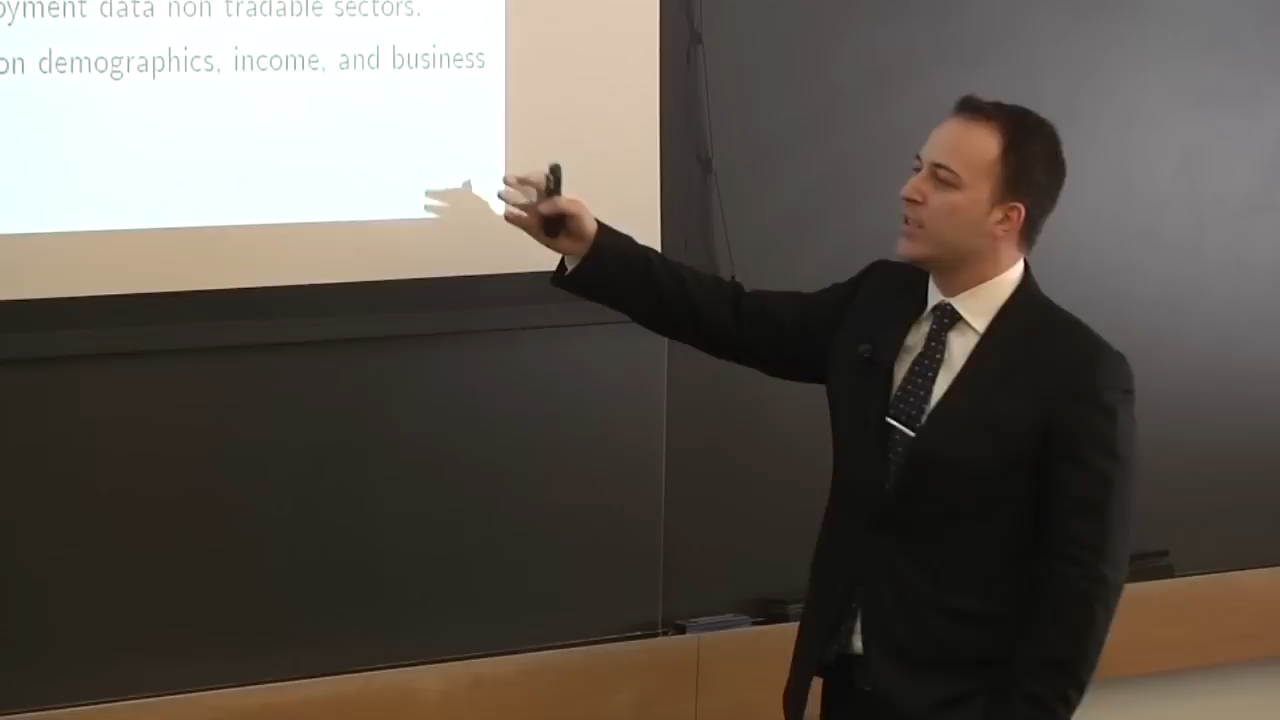 data non tradable sectors.
on demographics, income, and business